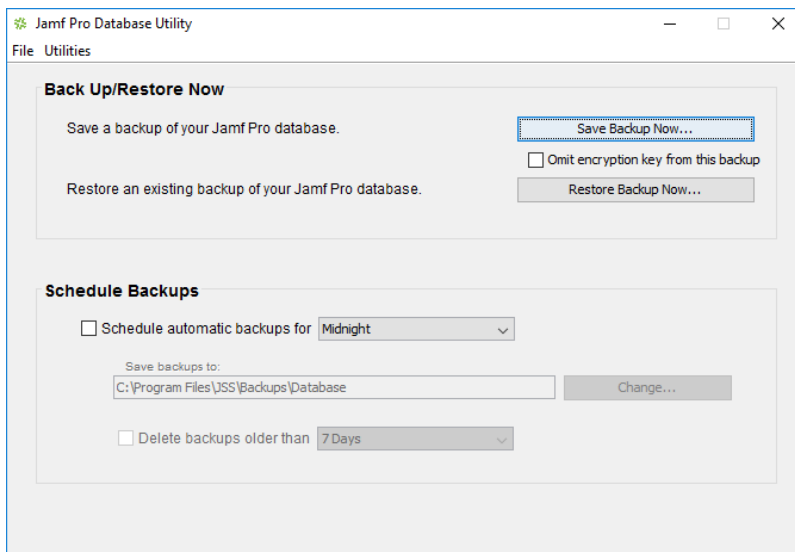 Jamf Pro Database Utility
File Utilities
Back Up/Restore Now
Save a backup of your Jamf Pro database.
Save Backup Now...
Omit encryption key from this backup
Restore an existing backup of your Jamf Pro database.
Restore Backup Now...
Schedule Backups
Schedule automatic backups for Midnight
Save backups to:
C:\Program Files\JSS\Backups\Database
Change...
Delete backups older than 7 Days